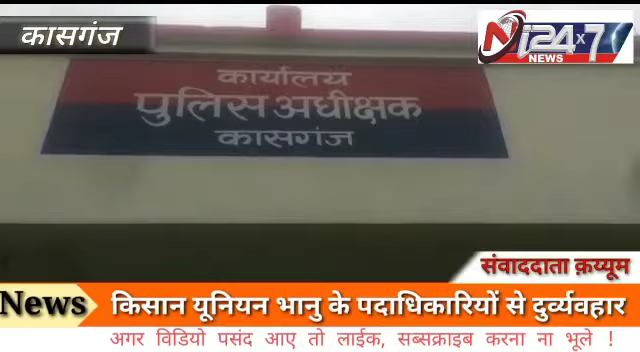 कासगंज
Ni24x7
NEWS
कार्यालय
पुलिस अधीक्षक
कासगंज
संवाददाता क़य्यूम
News
किसान यूनियन भानु के पदाधिकारियों से दुर्व्यवहार
अगर विडियो पसंद आए तो लाईक, सब्सक्राइब करना ना भूले !